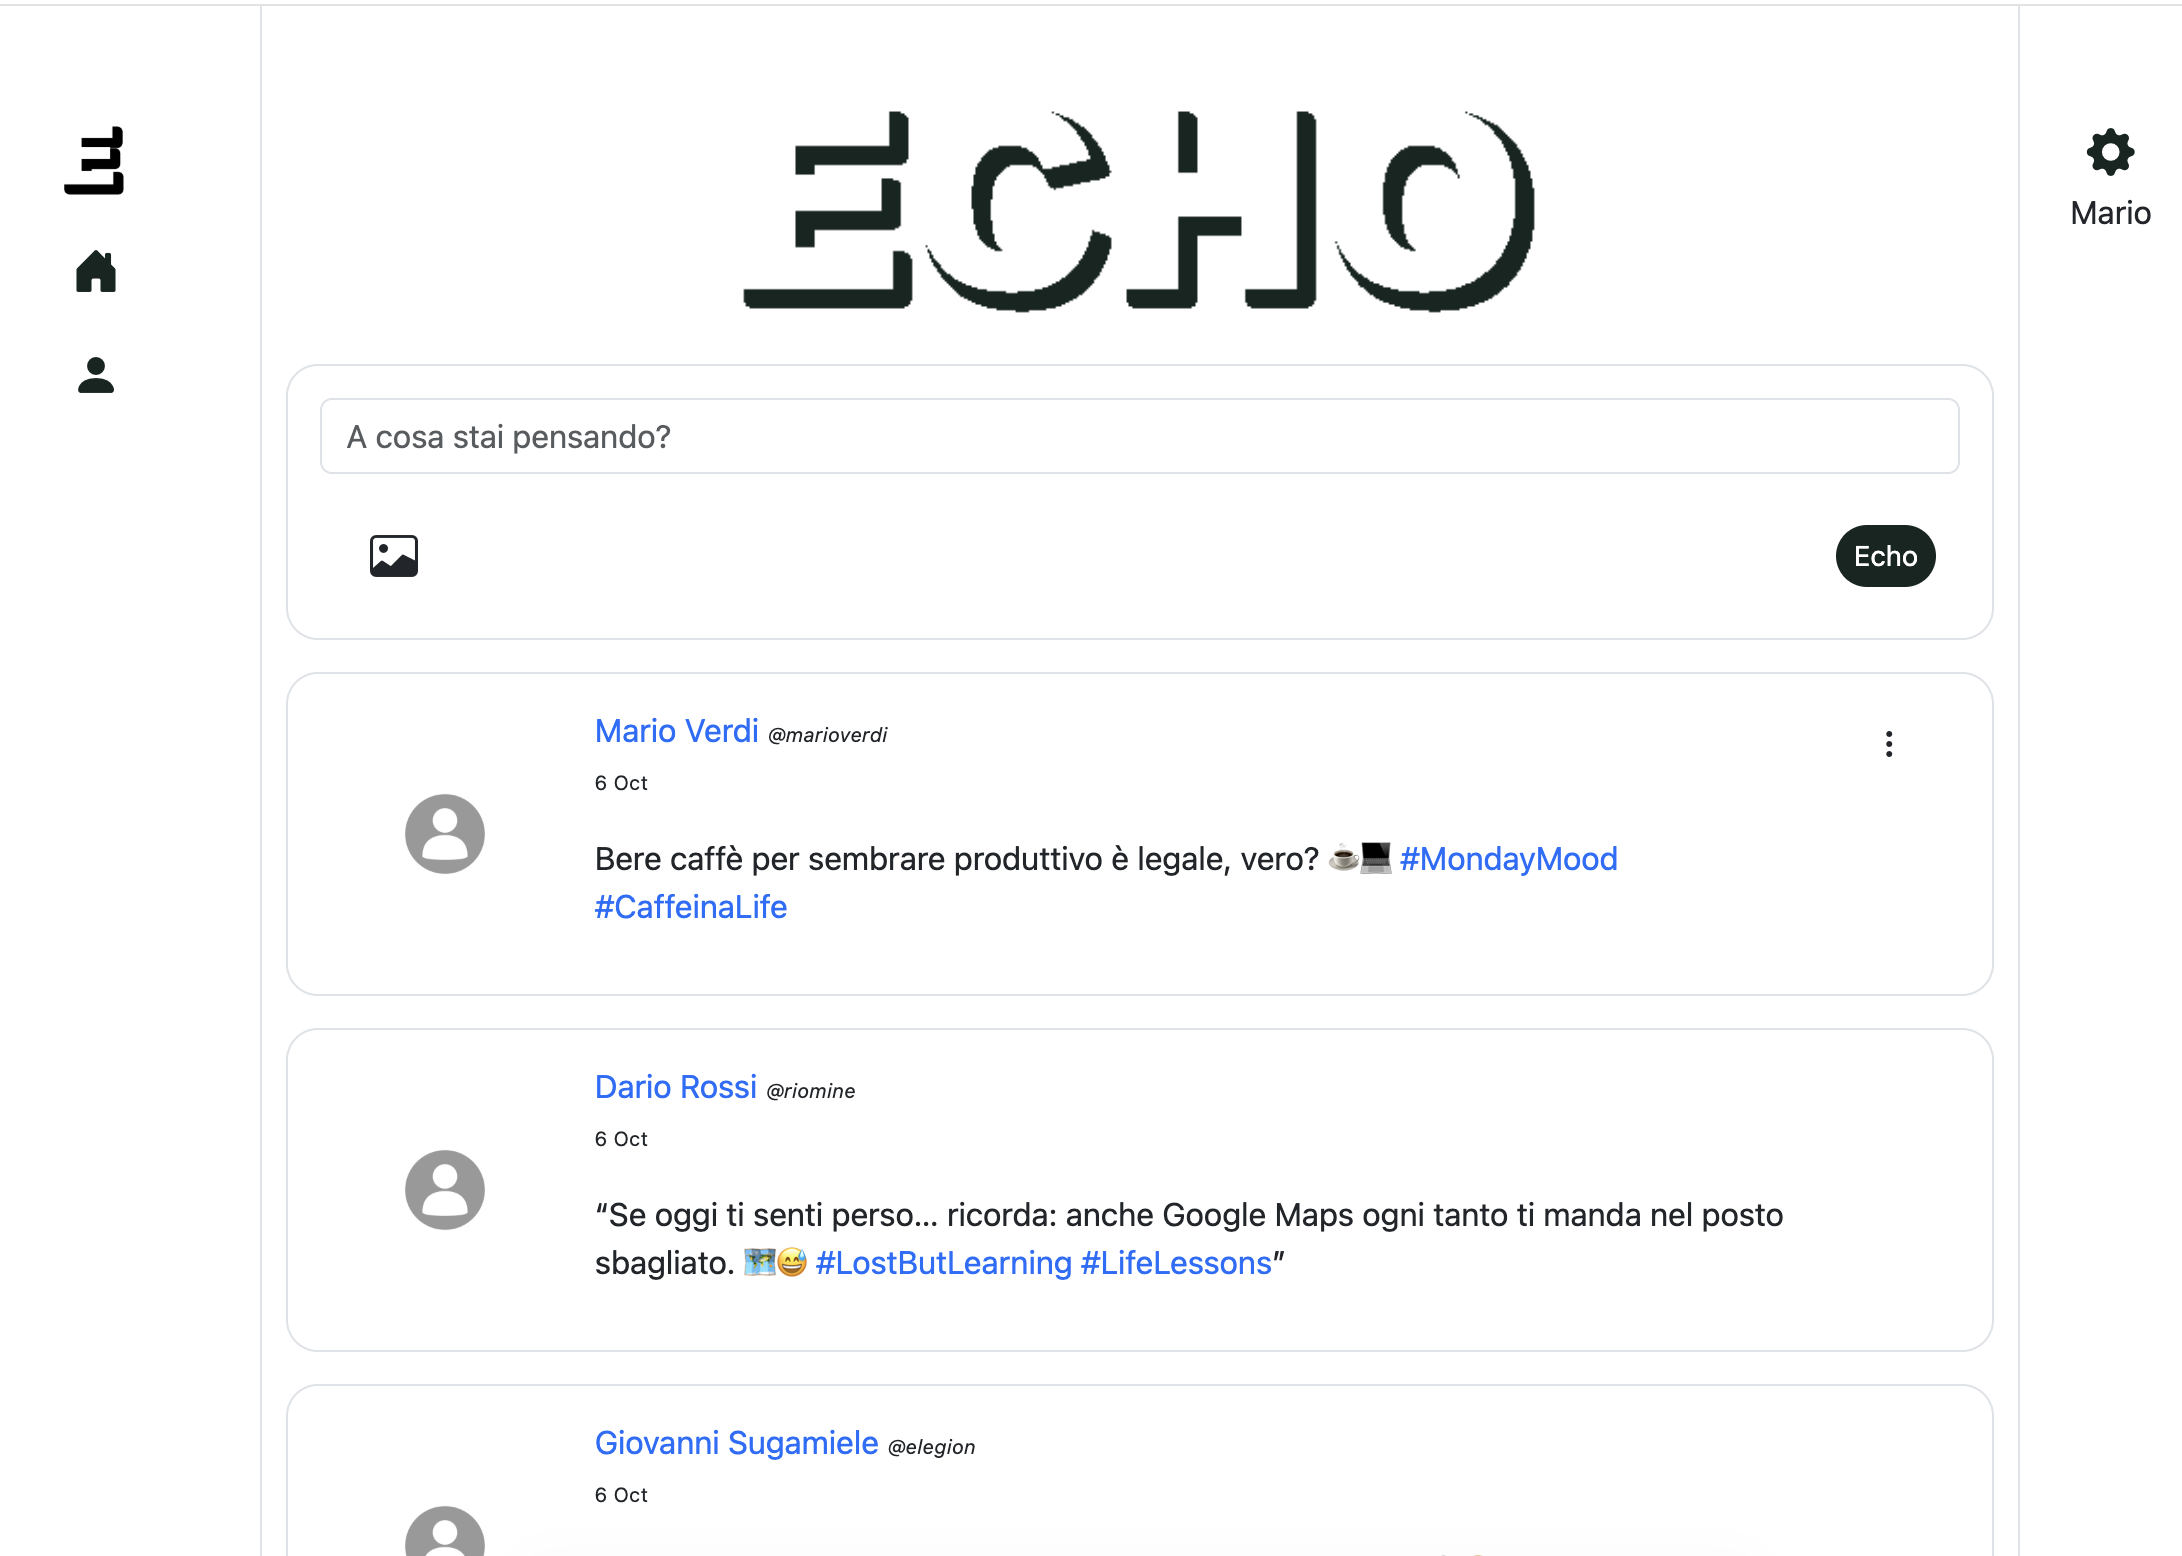 ECHO
Mario
A cosa stai pensando?
Echo
Mario Verdi @marioverdi
6 Oct
Bere caffè per sembrare produttivo è legale, vero? ☕💻 #MondayMood
#CaffeinaLife
Dario Rossi @riomine
6 Oct
“Se oggi ti senti perso... ricorda: anche Google Maps ogni tanto ti manda nel posto
sbagliato. 🗺️😅 #LostButLearning #LifeLessons”
Giovanni Sugamiele @elegion
6 Oct